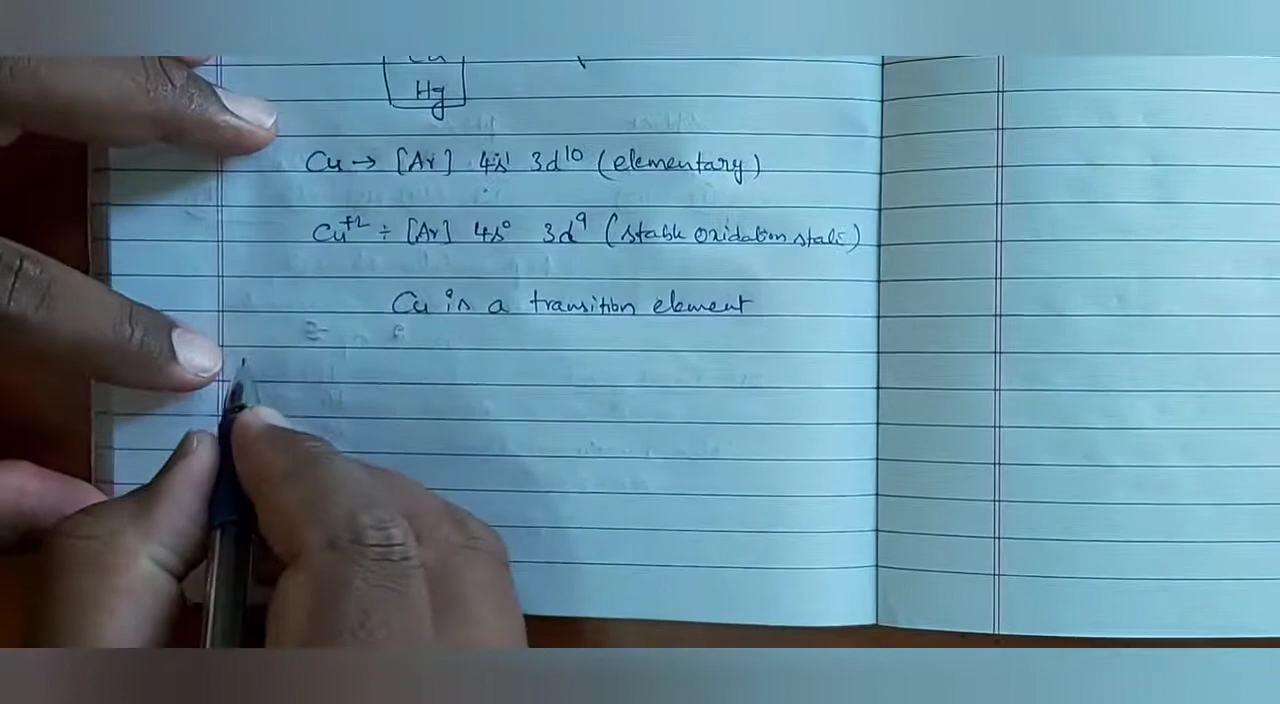 Hg
Cu → [Ar] 4s¹ 3d¹⁰ (elementary)
Cu⁺² ÷ [Ar] 4s⁰ 3d⁹ (stable oxidation state)
Cu is a transition element